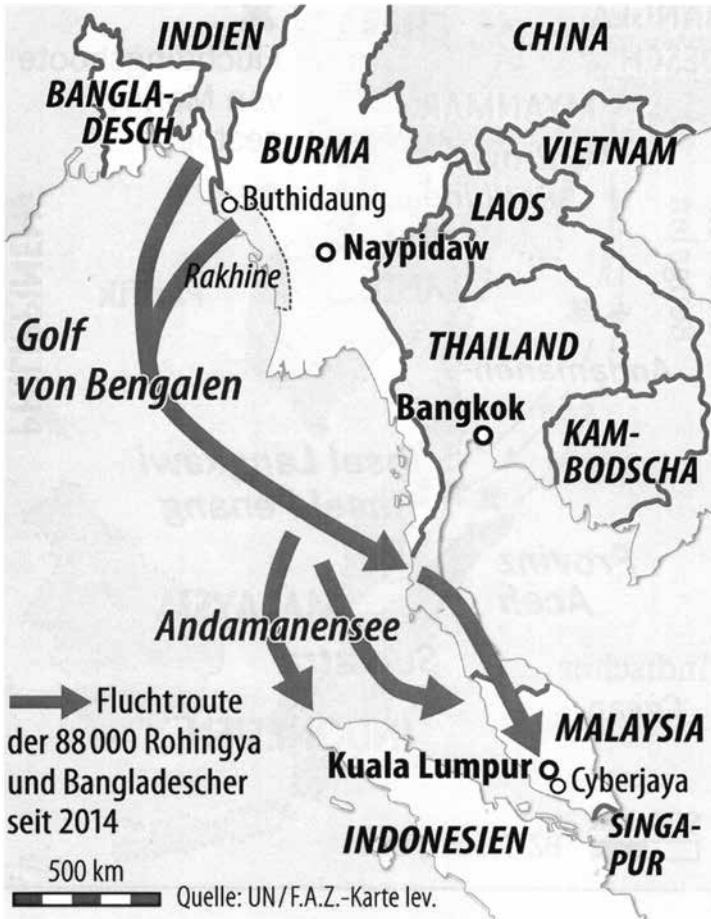 INDIEN
CHINA
BANGLA-
DESCH
BURMA
VIETNAM
Buthidaung
LAOS
Naypidaw
Rakhine
Golf
von Bengalen
THAILAND
Bangkok
KAM-
BODSCHA
Andamanensee
Fluchtroute
der 88 000 Rohingya
und Bangladescher
seit 2014
MALAYSIA
Kuala Lumpur
Cyberjaya
INDONESIEN
SINGA-
PUR
500 km
Quelle: UN/F.A.Z.-Karte lev.